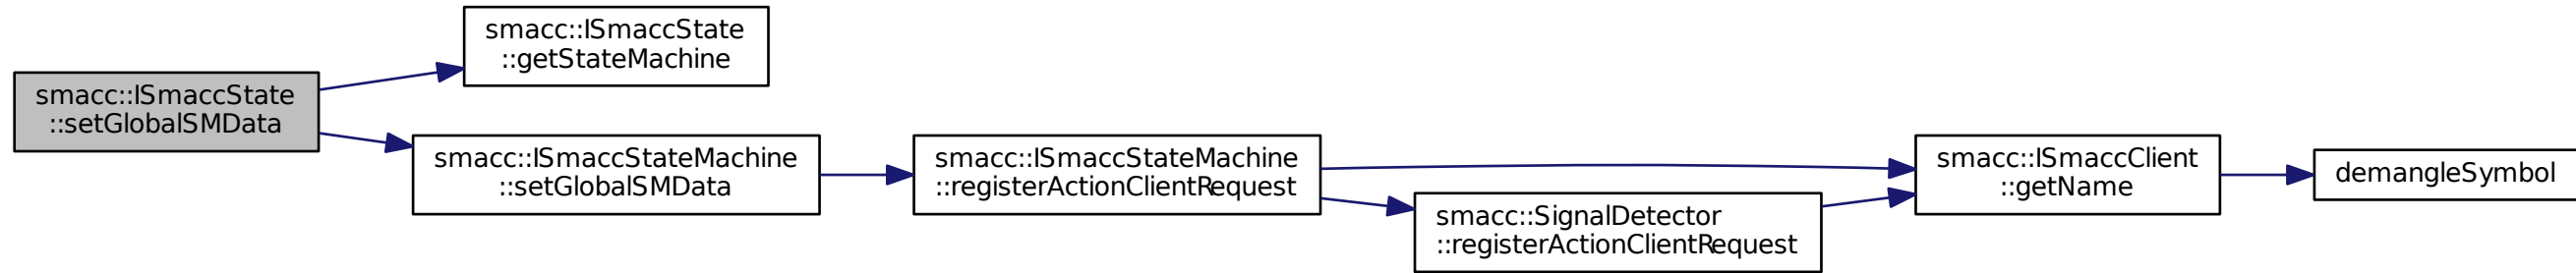 smacc::ISmaccState
::setGlobalSMData
smacc::ISmaccState
::getStateMachine
smacc::ISmaccStateMachine
::setGlobalSMData
smacc::ISmaccStateMachine
::registerActionClientRequest
smacc::SignalDetector
::registerActionClientRequest
smacc::ISmaccClient
::getName
demangleSymbol